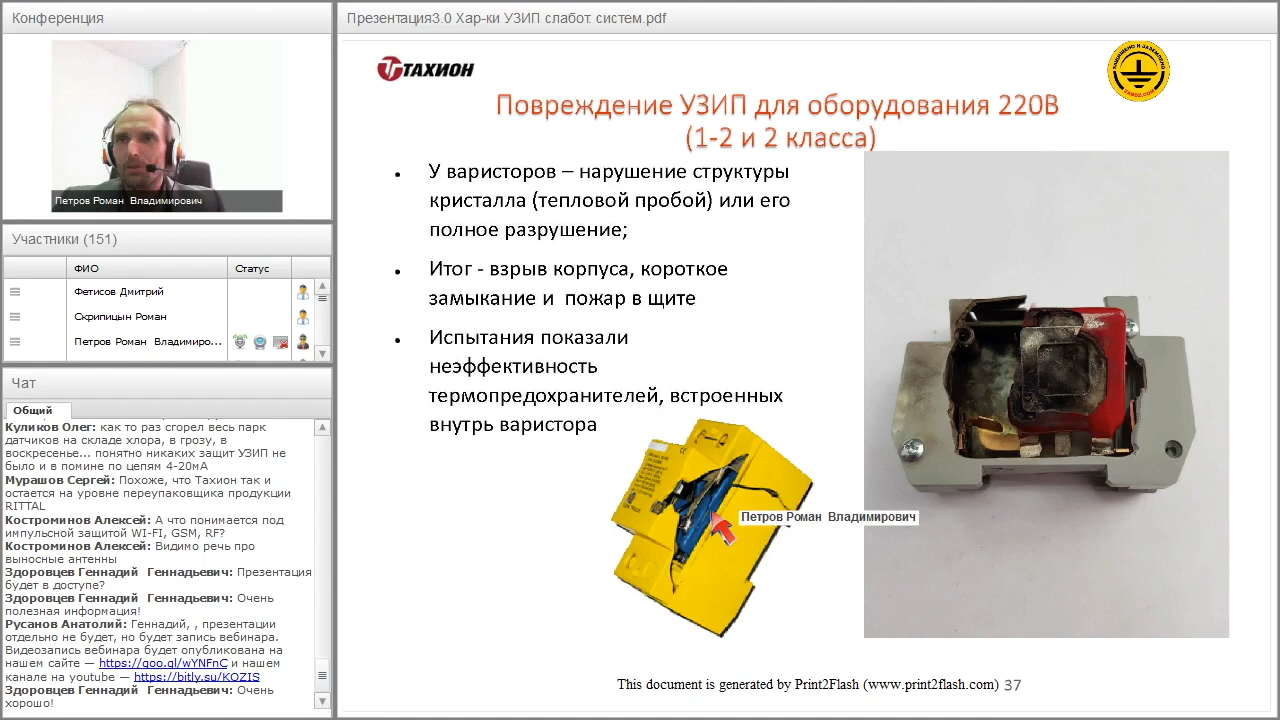 Конференция
Петров Роман Владимирович
Участники (151)
ФИО
Статус
Фетисов Дмитрий
Скрипицын Роман
Петров Роман Владимиро...
Чат
Общий
Куликов Олег: как то раз сгорел весь парк
датчиков на складе хлора, в грозу, в
воскресенье... понятно никаких защит УЗИП не
было и в помине по цепям 4-20мА
Мурашов Сергей: Похоже, что Тахион так и
остается на уровне переупаковщика продукции
RITTAL
Костроминов Алексей: А что понимается под
импульсной защитой WI-FI, GSM, RF?
Костроминов Алексей: Видимо речь про
выносные антенны
Здоровцев Геннадий Геннадьевич: Презентация
будет в доступе?
Здоровцев Геннадий Геннадьевич: Очень
полезная информация!
Русанов Анатолий: Геннадий, , презентации
отдельно не будет, но будет запись вебинара.
Видеозапись вебинара будет опубликована на
нашем сайте — https://goo.gl/wYNFnC и нашем
канале на youtube — https://bitly.su/KOZIS
Здоровцев Геннадий Геннадьевич: Очень
хорошо!
Презентация3.0 Хар-ки УЗИП слабот. систем.pdf
ТАХИОН
ЗАЩИЩЕНО И ЗАЗЕМЛЕНО
ZANDZ.COM
Повреждение УЗИП для оборудования 220В
(1-2 и 2 класса)
• У варисторов – нарушение структуры
кристалла (тепловой пробой) или его
полное разрушение;
• Итог - взрыв корпуса, короткое
замыкание и пожар в щите
• Испытания показали
неэффективность
термопредохранителей, встроенных
внутрь варистора
Петров Роман Владимирович
This document is generated by Print2Flash (www.print2flash.com) 37